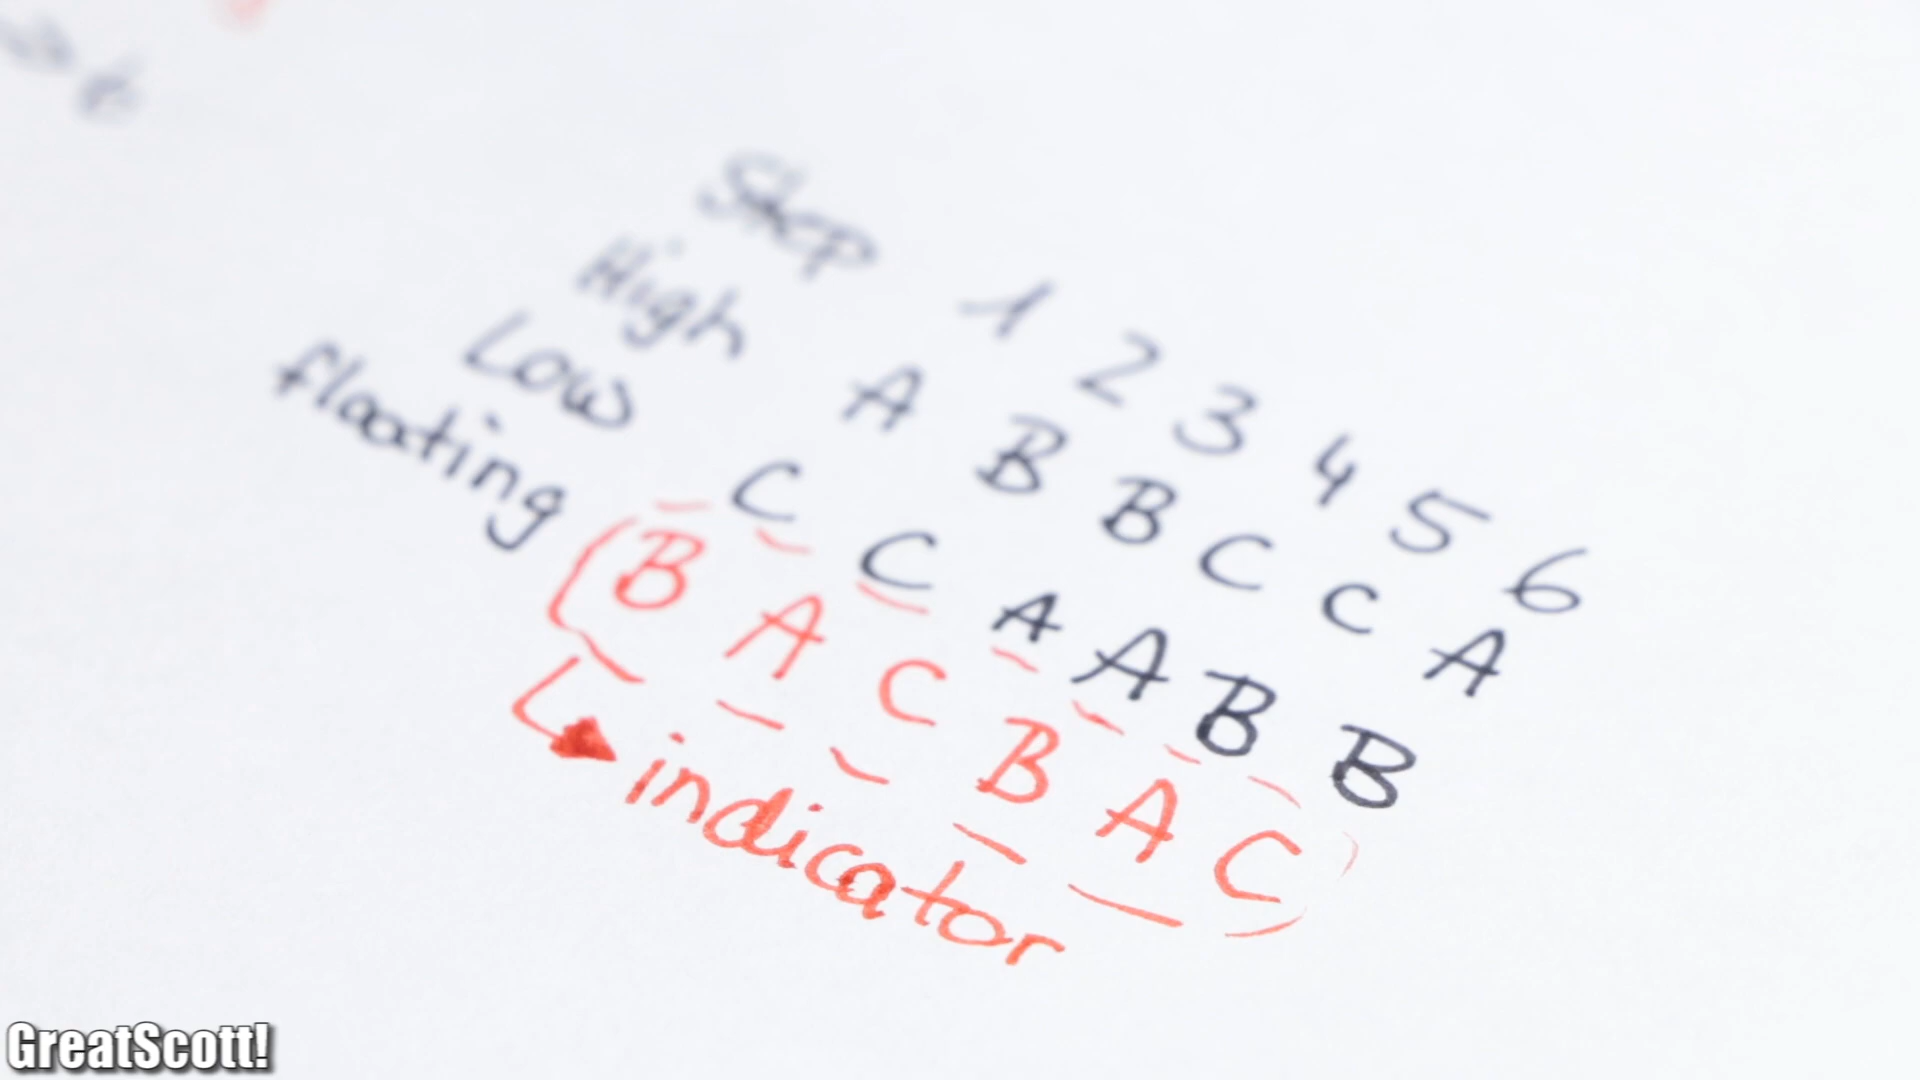 Step 1 2 3 4 5 6
High A B B C C A
Low C C A A B B
floating B A C B A C
indicator
GreatScott!